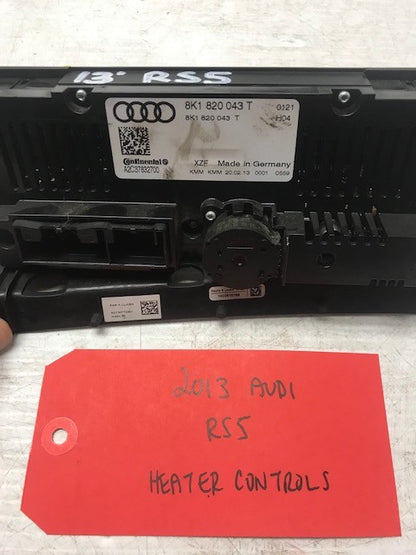 13' RS5
8K1 820 043 T
0121
8K1 820 043 T
H04
Continental
A2C37832700
XZF Made in Germany
KMM KMM 20.02.13 0001 0559
2013 AUDI
RS5
HEATER CONTROLS